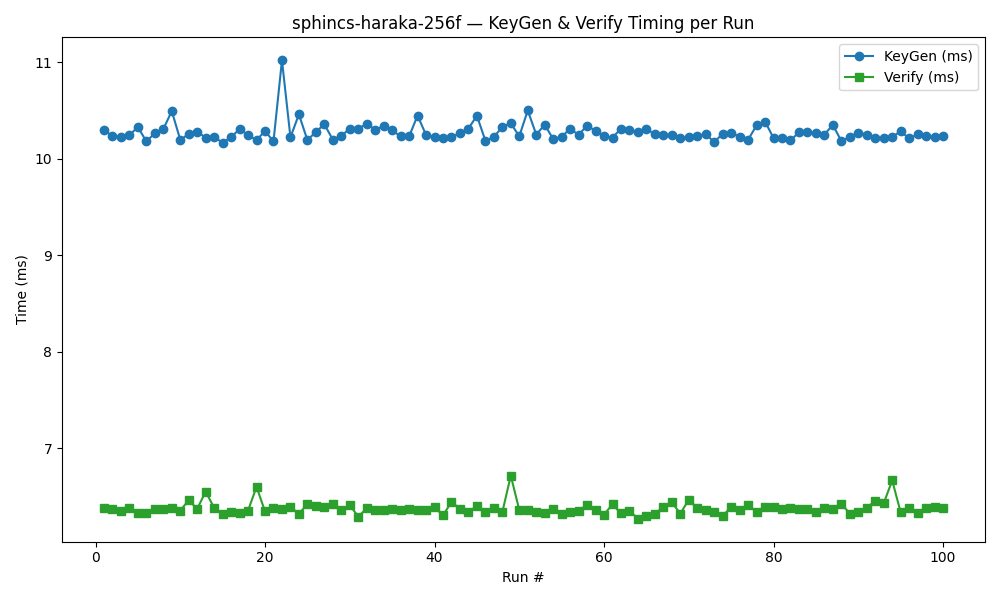 sphincs-haraka-256f — KeyGen & Verify Timing per Run
KeyGen (ms)
Verify (ms)
Time (ms)
11
10
9
8
7
0
20
40
60
80
100
Run #